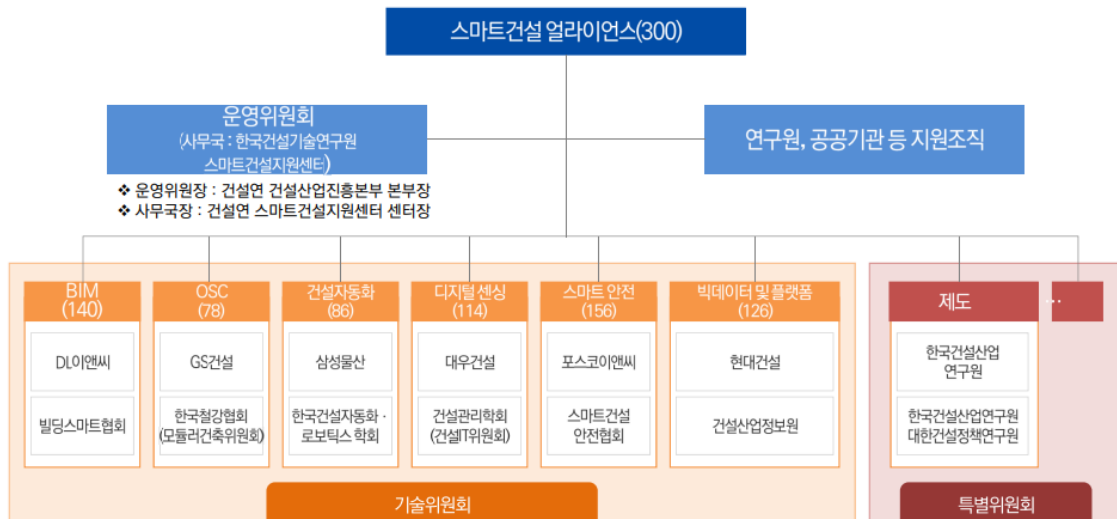 스마트건설 얼라이언스(300)
운영위원회
(사무국 : 한국건설기술연구원
스마트건설지원센터)
연구원, 공공기관 등 지원조직
❖ 운영위원장 : 건설연 건설산업진흥본부 본부장
❖ 사무국장 : 건설연 스마트건설지원센터 센터장
BIM
(140)
DL이앤씨
빌딩스마트협회
OSC
(78)
GS건설
한국철강협회
(모듈러건축위원회)
건설자동화
(86)
삼성물산
한국건설자동화·
로보틱스 학회
디지털 센싱
(114)
대우건설
건설관리학회
(건설IT위원회)
스마트 안전
(156)
포스코이앤씨
스마트건설
안전협회
빅데이터 및 플랫폼
(126)
현대건설
건설산업정보원
제도
한국건설산업
연구원
한국건설산업연구원
대한건설정책연구원
…
기술위원회
특별위원회